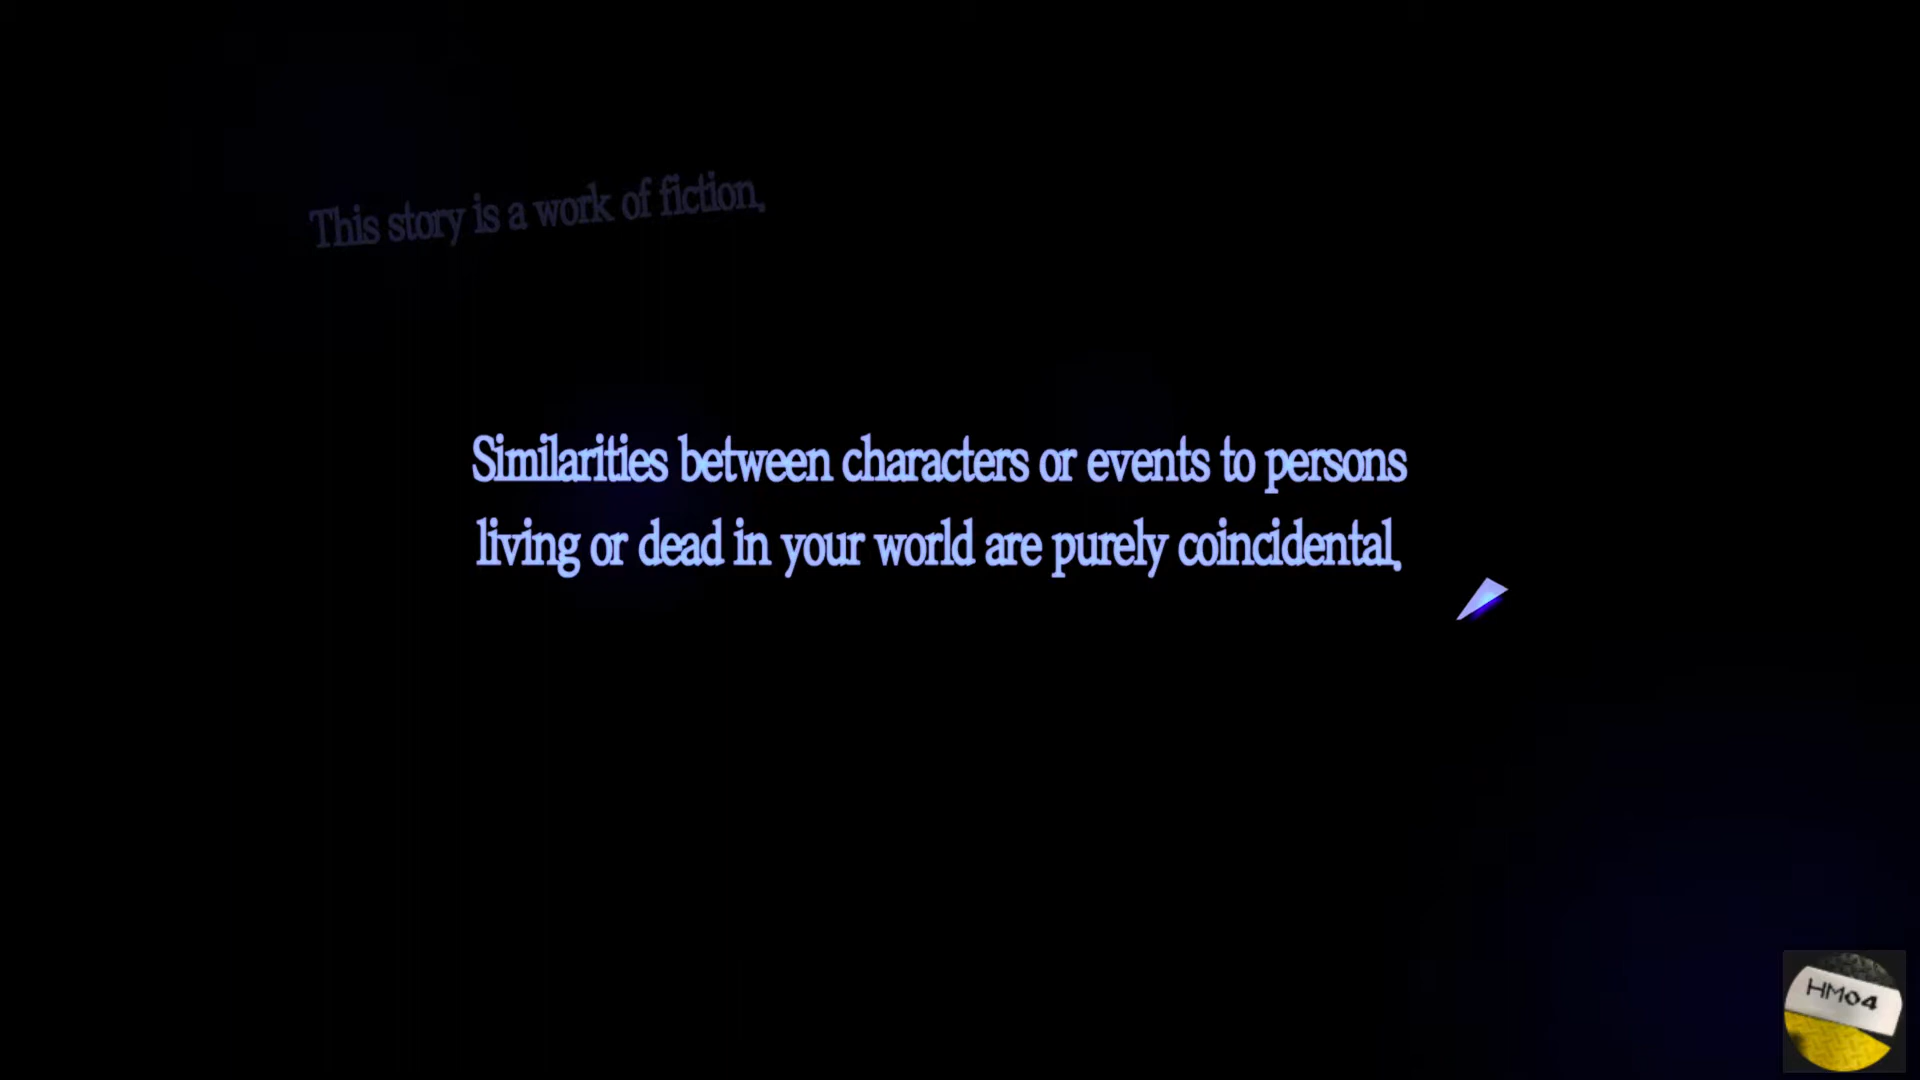 This story is a work of fiction.
Similarities between characters or events to persons
living or dead in your world are purely coincidental.
HM04